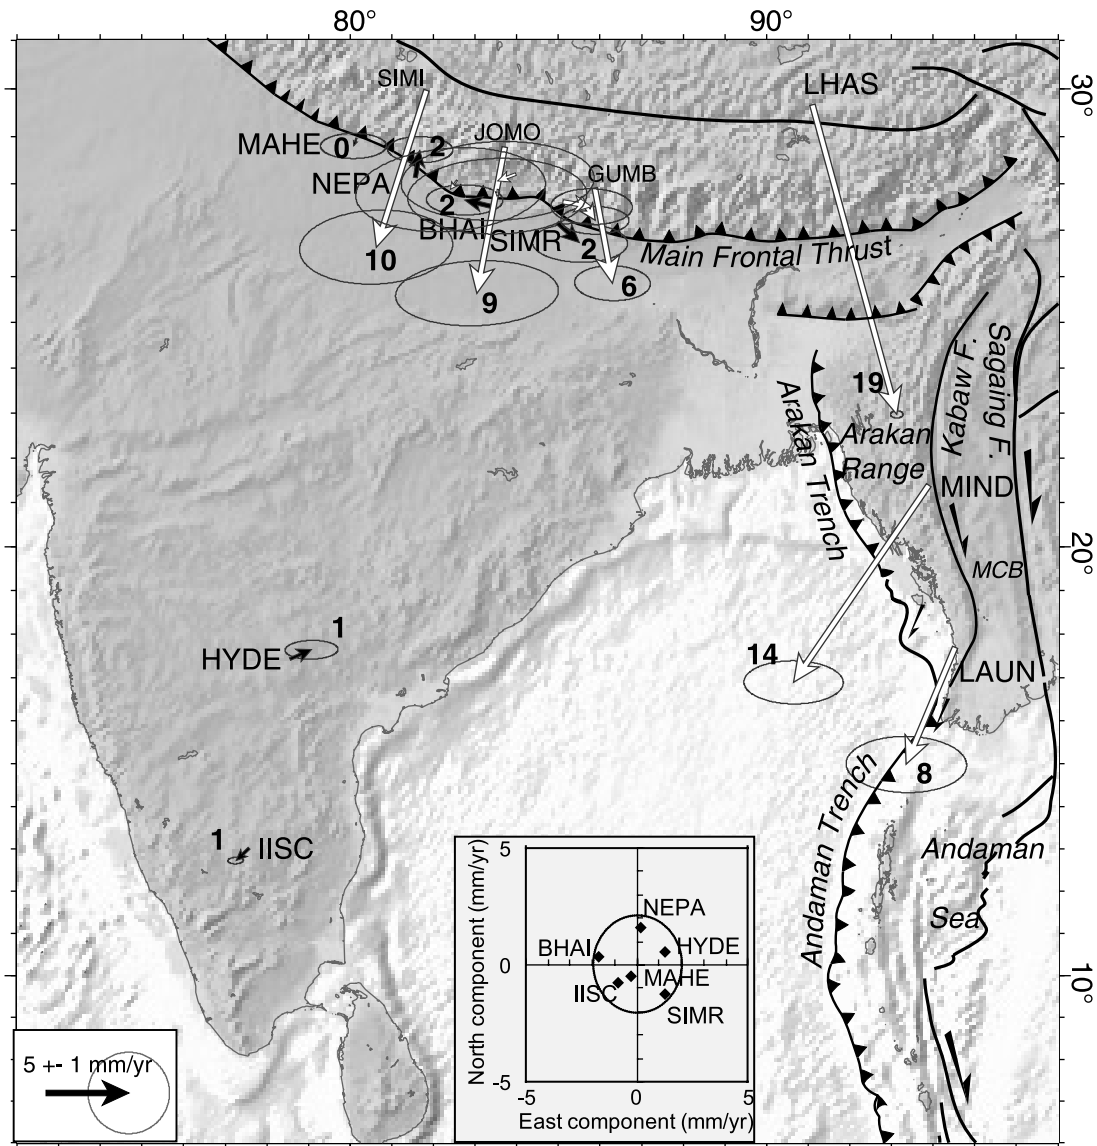 80°
90°
30°
SIMI
LHAS
JOMO
MAHE
0
2
GUMB
NEPA
2
BHAI
SIMR
2
Main Frontal Thrust
10
6
9
Sagaing F.
Kabaw F.
19
Arakan Trench
Arakan
Range
MIND
20°
MCB
1
HYDE
14
LAUN
8
Andaman Trench
1
IISC
Andaman
Sea
10°
5
NEPA
BHAI
HYDE
0
MAHE
IISC
SIMR
-5
-5
0
5
North component (mm/yr)
East component (mm/yr)
5 +- 1 mm/yr